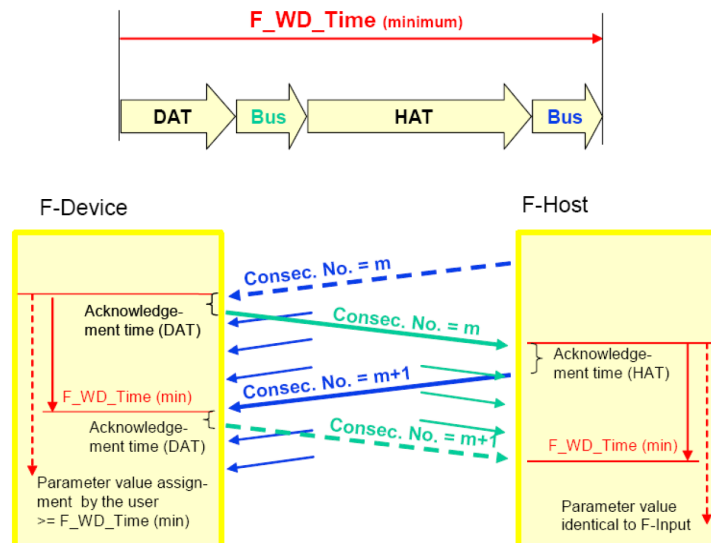 F_WD_Time (minimum)
DAT
Bus
HAT
Bus
F-Device
F-Host
Consec. No. = m
Acknowledge-
ment time (DAT)
Consec. No. = m
Acknowledge-
ment time (HAT)
F_WD_Time (min)
Consec. No. = m+1
Acknowledge-
ment time (DAT)
Consec. No. = m+1
F_WD_Time (min)
Parameter value assign-
ment by the user
>= F_WD_Time (min)
Parameter value
identical to F-Input